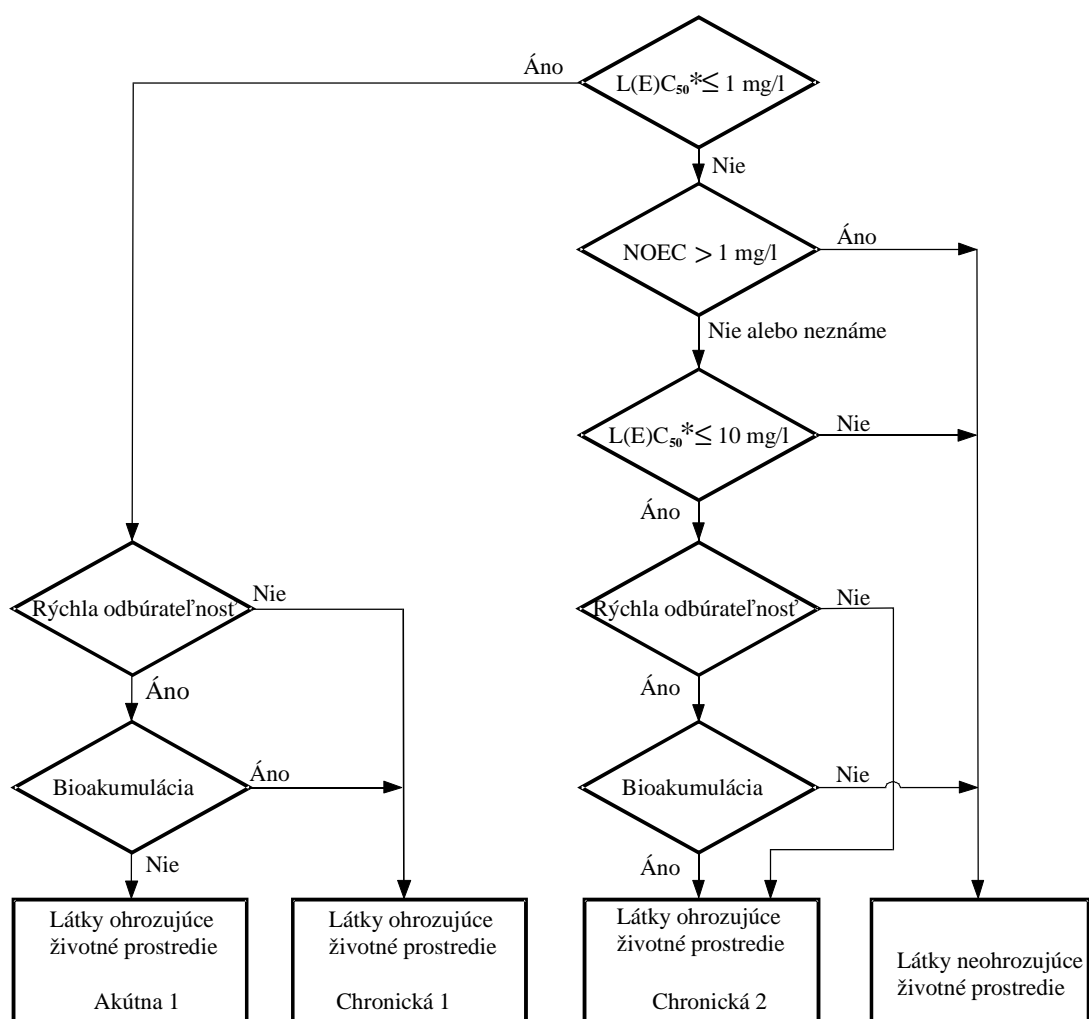 Áno
L(E)C50*≤ 1 mg/l
Nie
NOEC > 1 mg/l
Áno
Nie alebo neznáme
L(E)C50*≤ 10 mg/l
Nie
Áno
Rýchla odbúrateľnosť
Nie
Rýchla odbúrateľnosť
Nie
Áno
Áno
Bioakumulácia
Áno
Bioakumulácia
Nie
Nie
Áno
Látky ohrozujúce
životné prostredie
Akútna 1
Látky ohrozujúce
životné prostredie
Chronická 1
Látky ohrozujúce
životné prostredie
Chronická 2
Látky neohrozujúce
životné prostredie